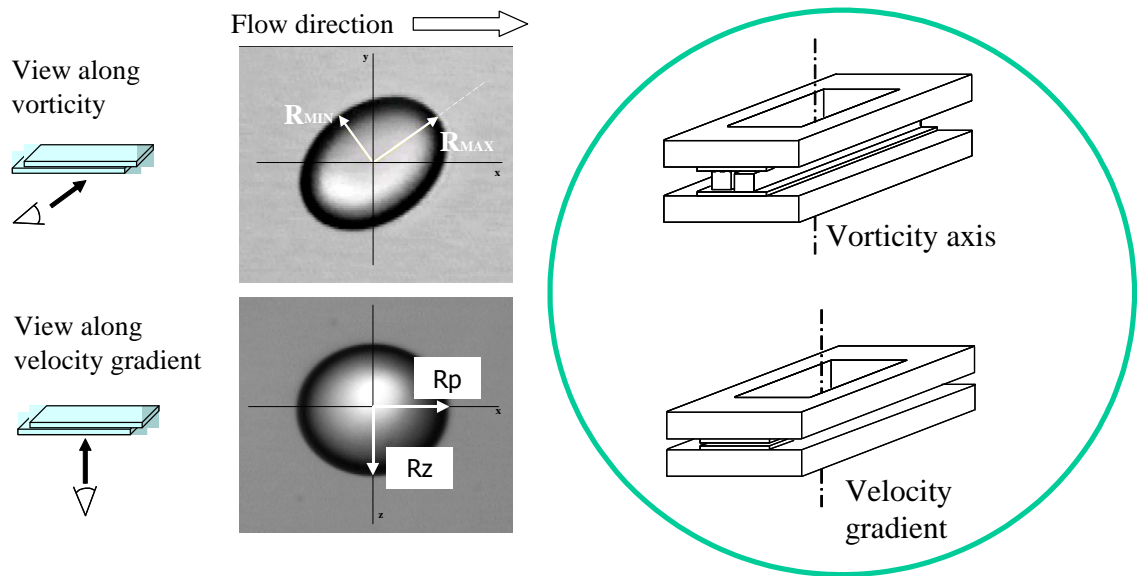 Flow direction
View along
vorticity
y
RMIN
RMAX
x
Vorticity axis
View along
velocity gradient
Rp
x
Rz
z
Velocity
gradient